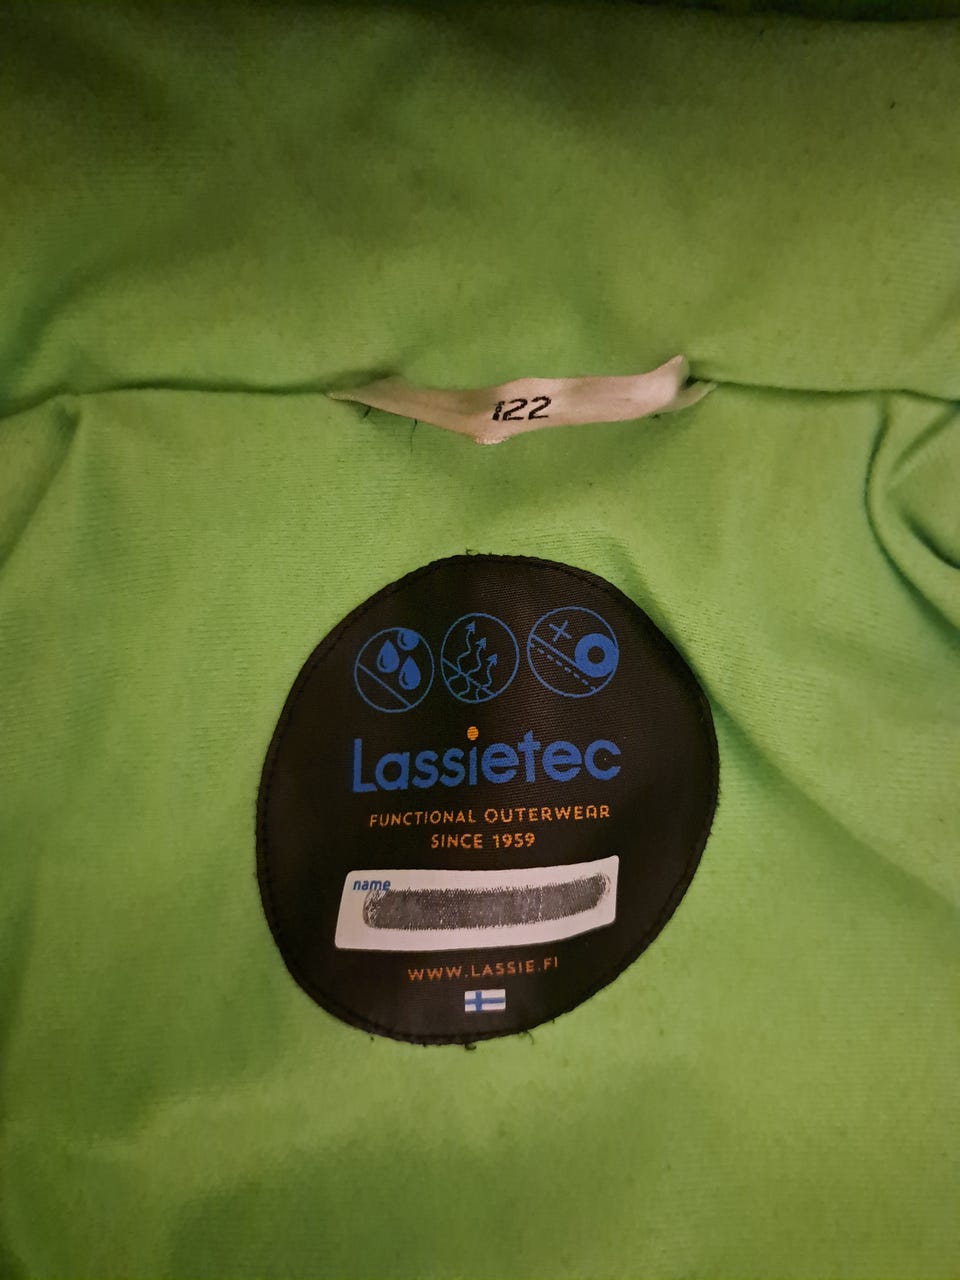 122
Lassietec
FUNCTIONAL OUTERWEAR
SINCE 1959
name
WWW.LASSIE.FI